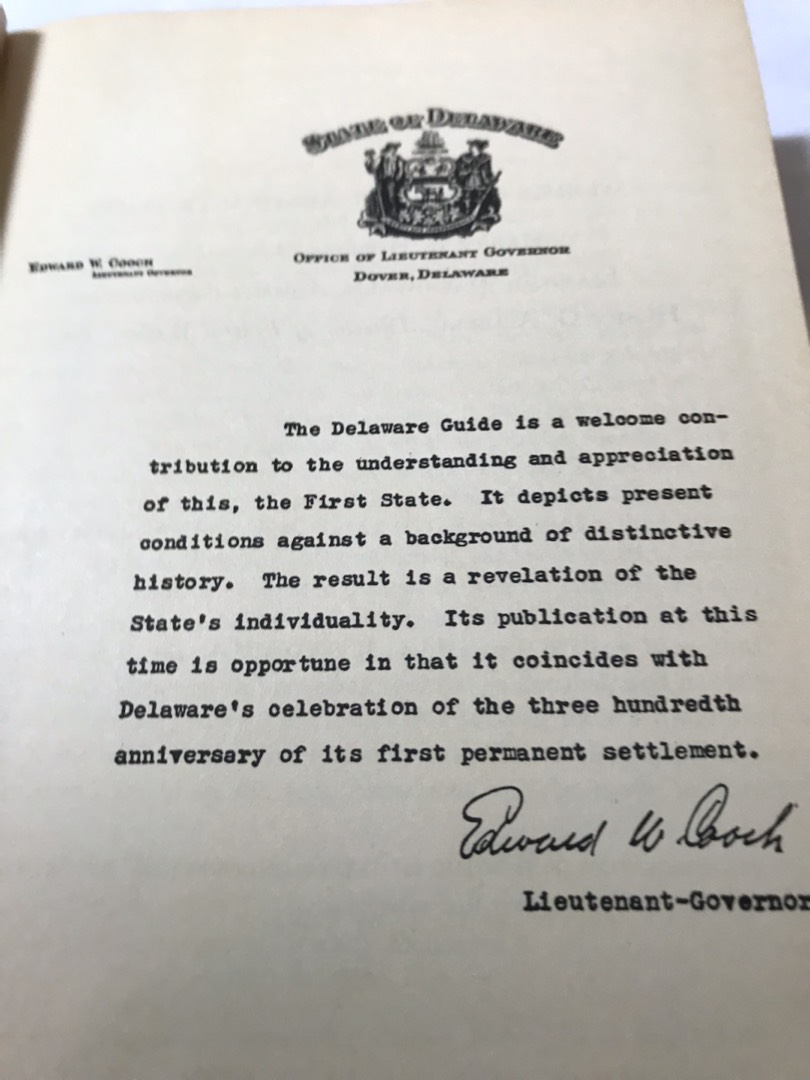 STATE OF DELAWARE
EDWARD W. COOCH
LIEUTENANT GOVERNOR
OFFICE OF LIEUTENANT GOVERNOR
DOVER, DELAWARE
The Delaware Guide is a welcome con-
tribution to the understanding and appreciation
of this, the First State. It depicts present
conditions against a background of distinctive
history. The result is a revelation of the
State's individuality. Its publication at this
time is opportune in that it coincides with
Delaware's celebration of the three hundredth
anniversary of its first permanent settlement.
Edward W Cooch
Lieutenant-Governor